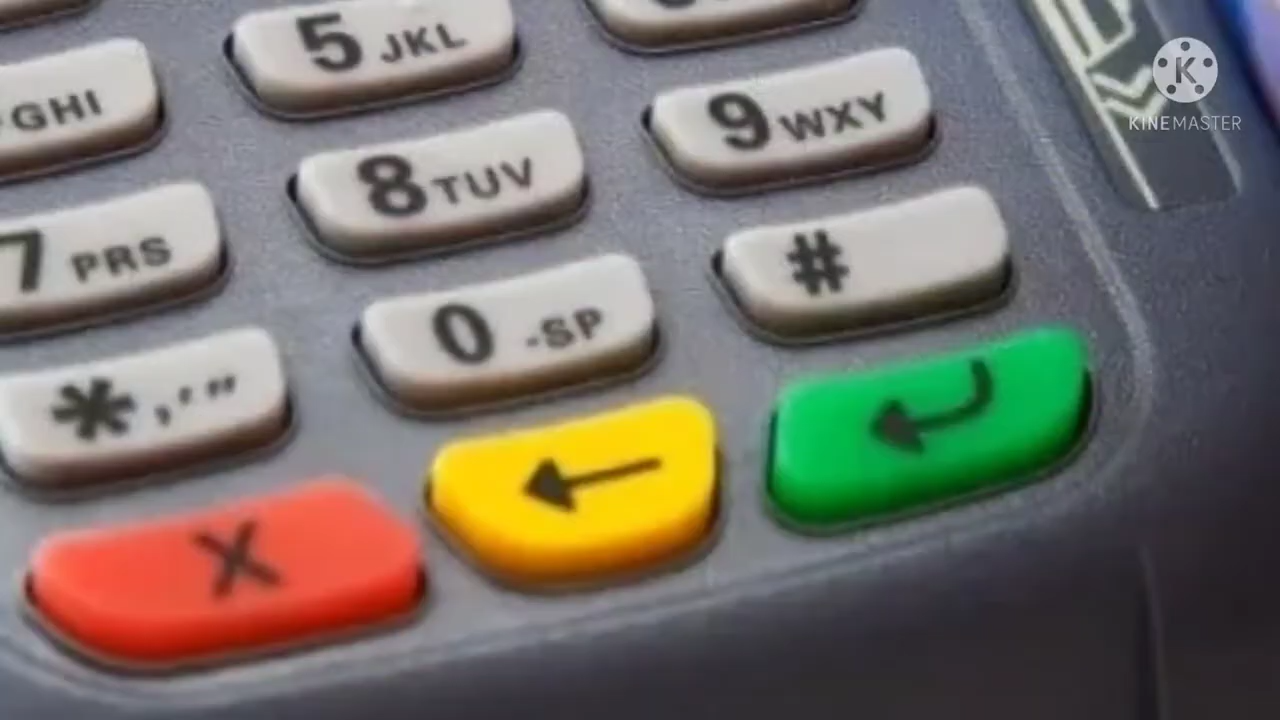 5 JKL
GHI
9 WXY
8 TUV
7 PRS
#
0 -SP
* , ' "
X
K
KINEMASTER